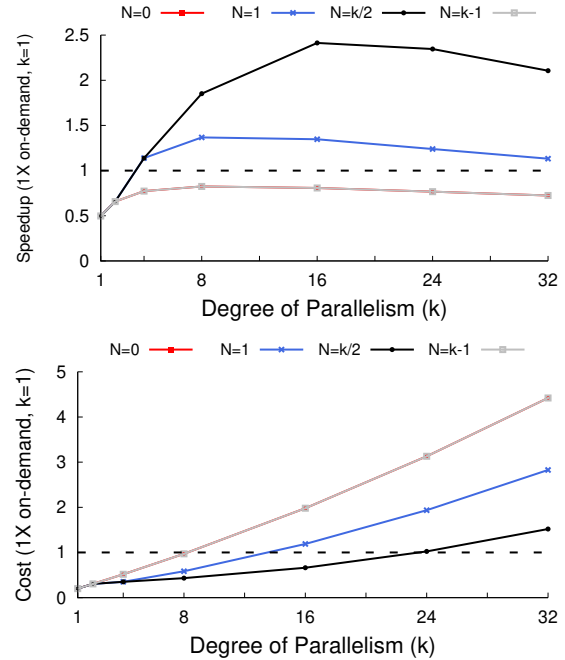 N=0 N=1 N=k/2 N=k-1
2.5
2
1.5
1
0.5
0
Speedup (1X on-demand, k=1)
1 8 16 24 32
Degree of Parallelism (k)
N=0 N=1 N=k/2 N=k-1
5
4
3
2
1
0
Cost (1X on-demand, k=1)
1 8 16 24 32
Degree of Parallelism (k)